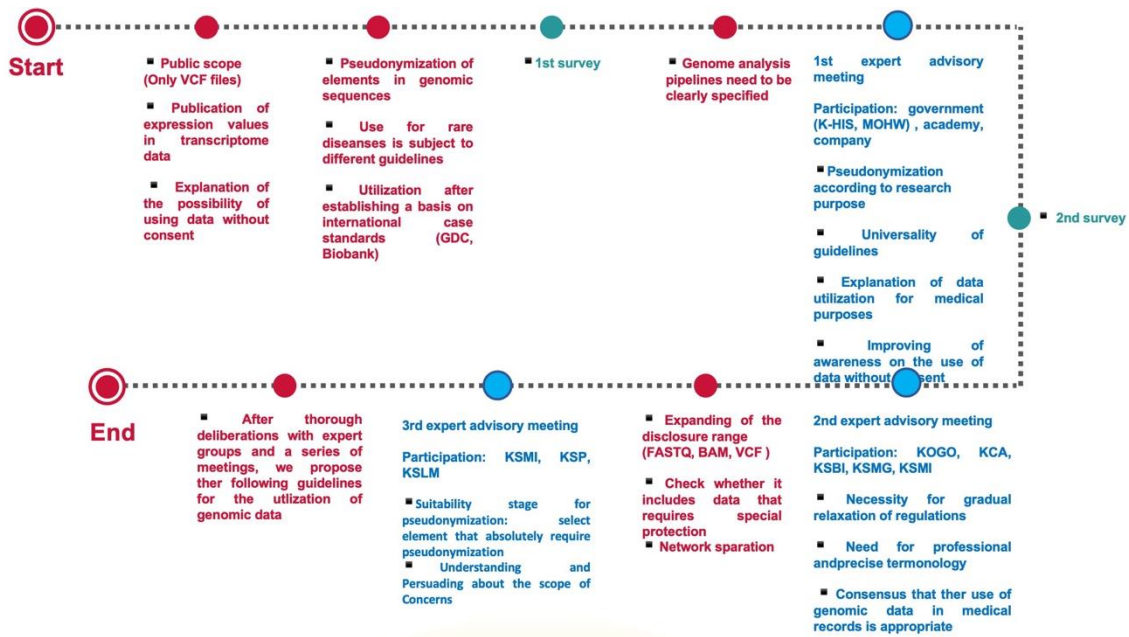 Start
▪ Public scope
(Only VCF files)
▪ Publication of
expression values
in transcriptome
data
▪ Explanation of
the possibility of
using data without
consent
▪ Pseudonymization of
elements in genomic
sequences
▪ Use for rare
diseanses is subject to
different guidelines
▪ Utilization after
establishing a basis on
international case
standards (GDC,
Biobank)
▪ 1st survey
▪ Genome analysis
pipelines need to be
clearly specified
1st expert advisory
meeting
Participation: government
(K-HIS, MOHW) , academy,
company
▪ Pseudonymization
according to research
purpose
▪ Universality of
guidelines
▪ Explanation of data
utilization for medical
purposes
▪ Improving of
awareness on the use of
data without
▪ 2nd survey
2nd expert advisory
meeting
Participation: KOGO, KCA,
KSBI, KSMG, KSMI
▪ Necessity for gradual
relaxation of regulations
▪ Need for professional
andprecise termonology
▪ Consensus that ther use of
genomic data in medical
records is appropriate
▪ Expanding of the
disclosure range
(FASTQ, BAM, VCF )
▪ Check whether it
includes data that
requires special
protection
▪ Network sparation
3rd expert advisory meeting
Participation: KSMI, KSP,
KSLM
▪ Suitability stage for
pseudonymization: select
element that absolutely require
pseudonymization
▪ Understanding and
Persuading about the scope of
Concerns
▪ After thorough
deliberations with expert
groups and a series of
meetings, we propose
ther following guidelines
for the utlization of
genomic data
End